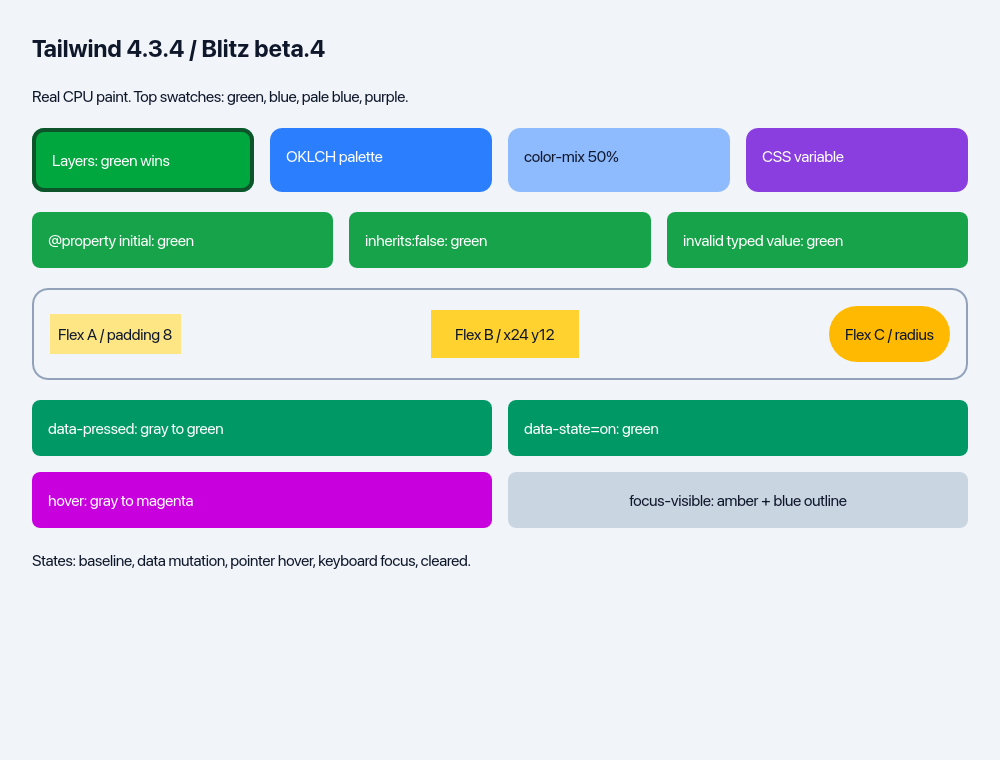 Tailwind 4.3.4 / Blitz beta.4
Real CPU paint. Top swatches: green, blue, pale blue, purple.
Layers: green wins
OKLCH palette
color-mix 50%
CSS variable
@property initial: green
inherits:false: green
invalid typed value: green
Flex A / padding 8
Flex B / x24 y12
Flex C / radius
data-pressed: gray to green
data-state=on: green
hover: gray to magenta
focus-visible: amber + blue outline
States: baseline, data mutation, pointer hover, keyboard focus, cleared.